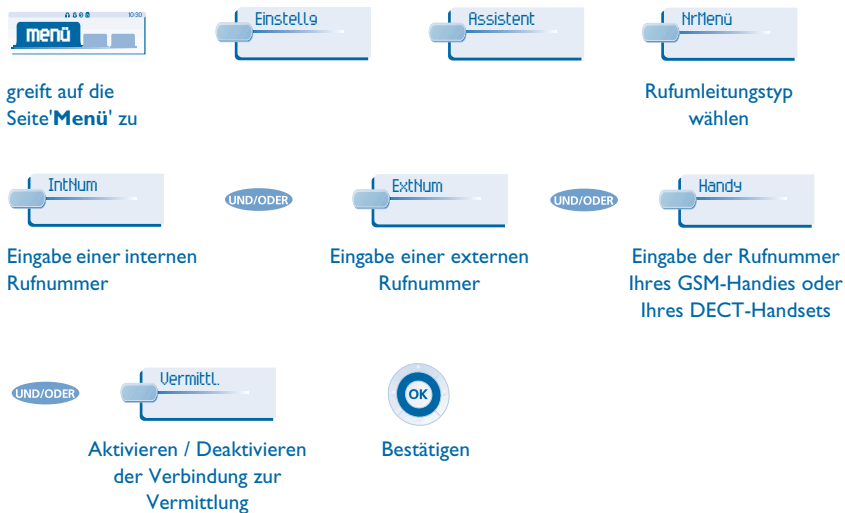 10:30
menü
Einstellg
Assistent
NrMenü
greift auf die
Seite'Menü' zu
Rufumleitungstyp
wählen
IntNum
UND/ODER
ExtNum
UND/ODER
Handy
Eingabe einer internen
Rufnummer
Eingabe einer externen
Rufnummer
Eingabe der Rufnummer
Ihres GSM-Handies oder
Ihres DECT-Handsets
UND/ODER
Vermittl.
OK
Aktivieren / Deaktivieren
der Verbindung zur
Vermittlung
Bestätigen